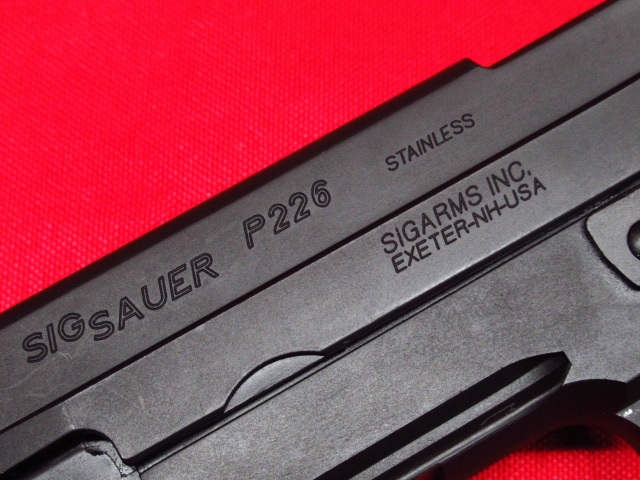 SIGSAUER P226 STAINLESS
SIGARMS INC.
EXETER-NH-USA